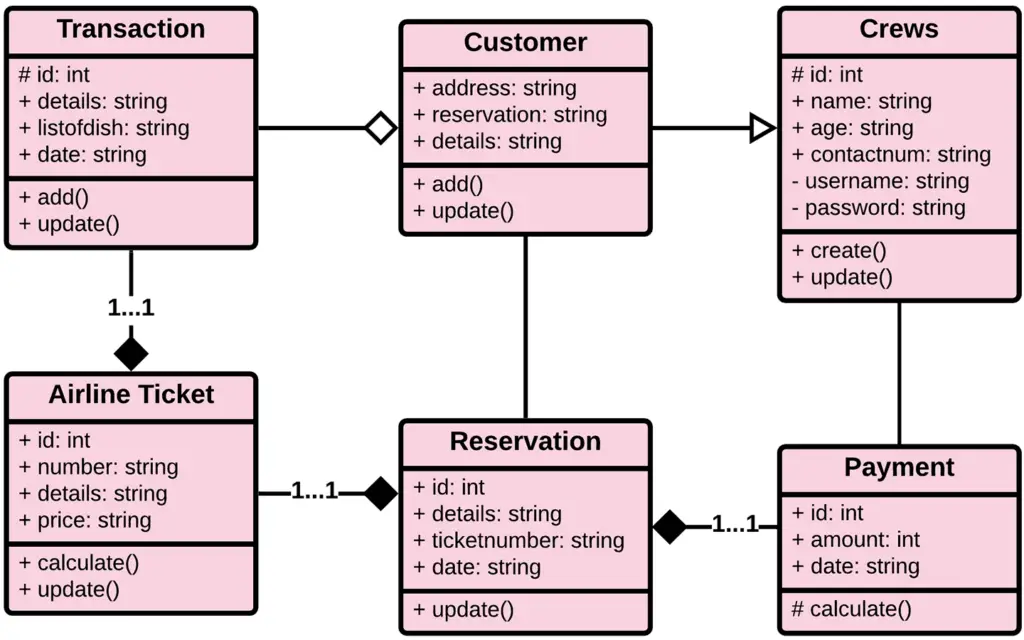 Transaction
# id: int
+ details: string
+ listofdish: string
+ date: string
+ add()
+ update()
Customer
+ address: string
+ reservation: string
+ details: string
+ add()
+ update()
Crews
# id: int
+ name: string
+ age: string
+ contactnum: string
- username: string
- password: string
+ create()
+ update()
1...1
Airline Ticket
+ id: int
+ number: string
+ details: string
+ price: string
+ calculate()
+ update()
1...1
Reservation
+ id: int
+ details: string
+ ticketnumber: string
+ date: string
+ update()
1...1
Payment
+ id: int
+ amount: int
+ date: string
# calculate()